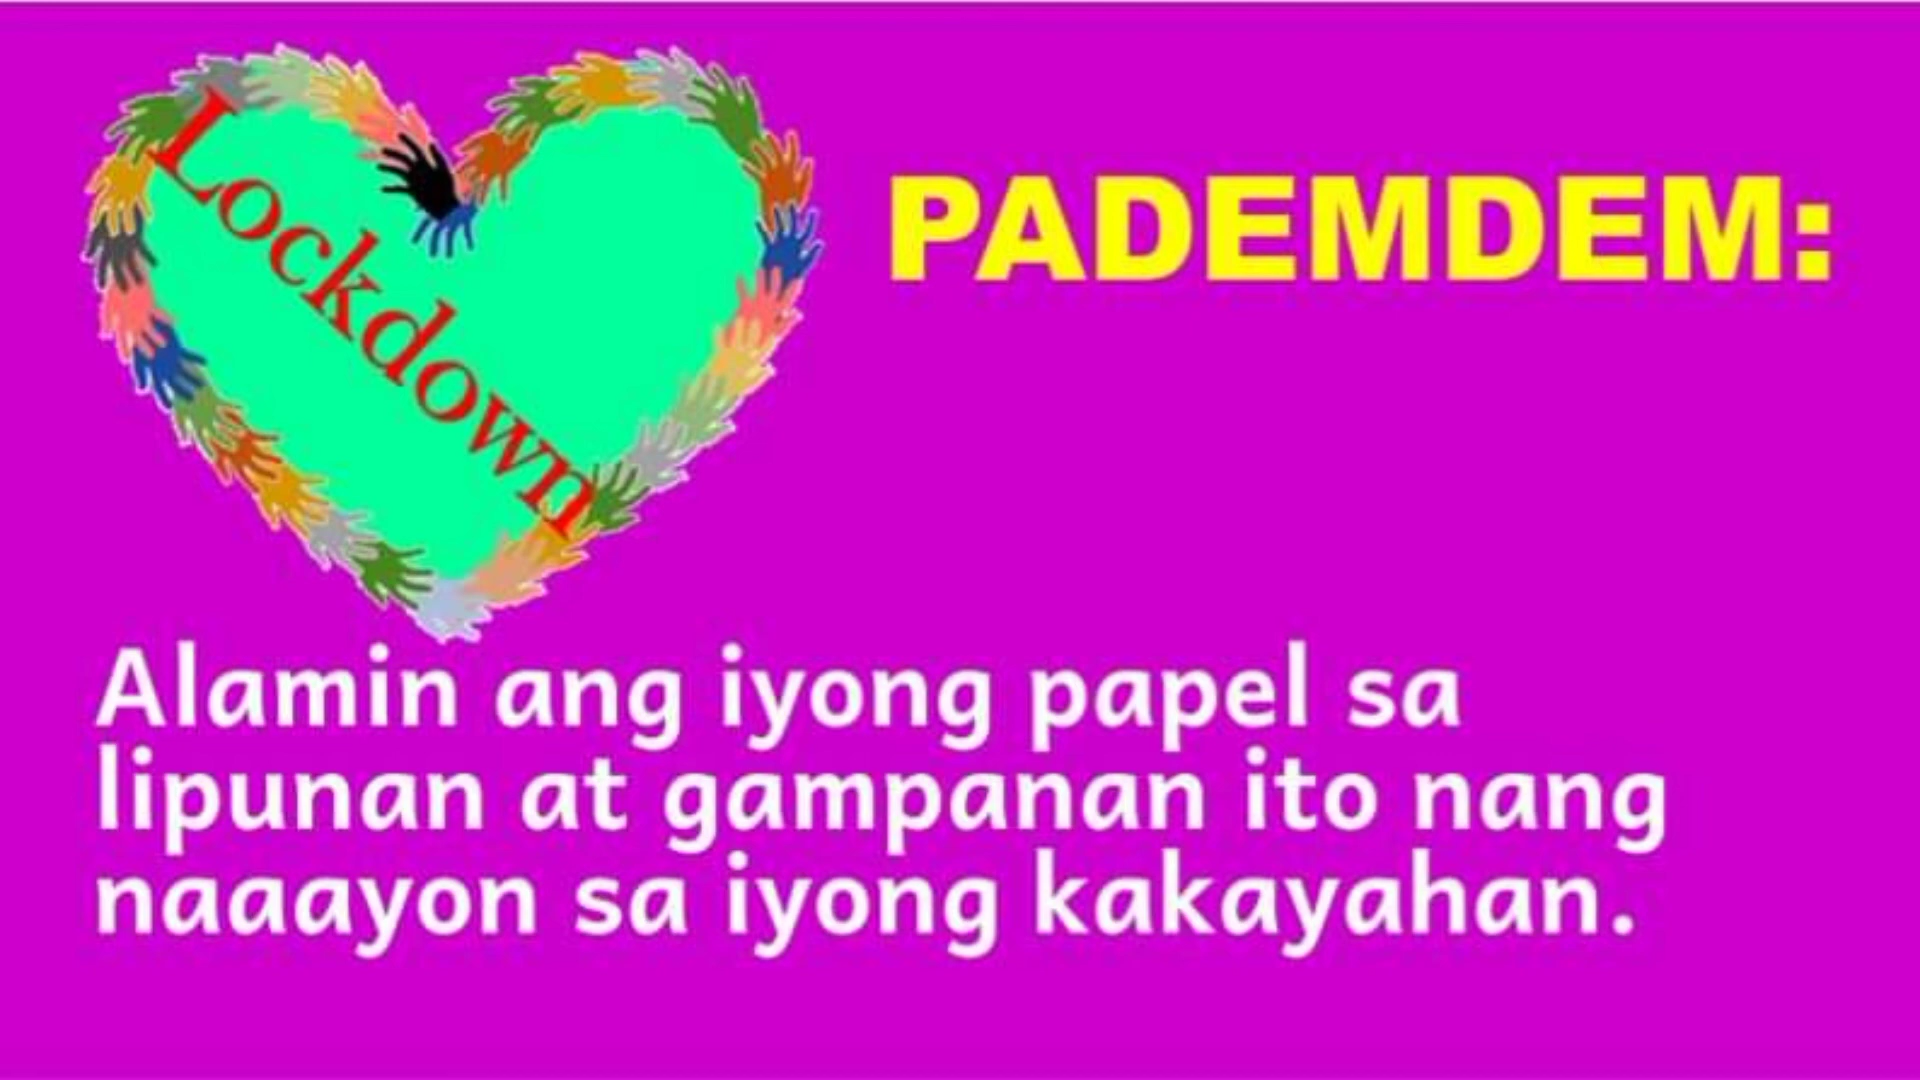 Lockdown
PADEMDEM:
Alamin ang iyong papel sa
lipunan at gampanan ito nang
naaayon sa iyong kakayahan.